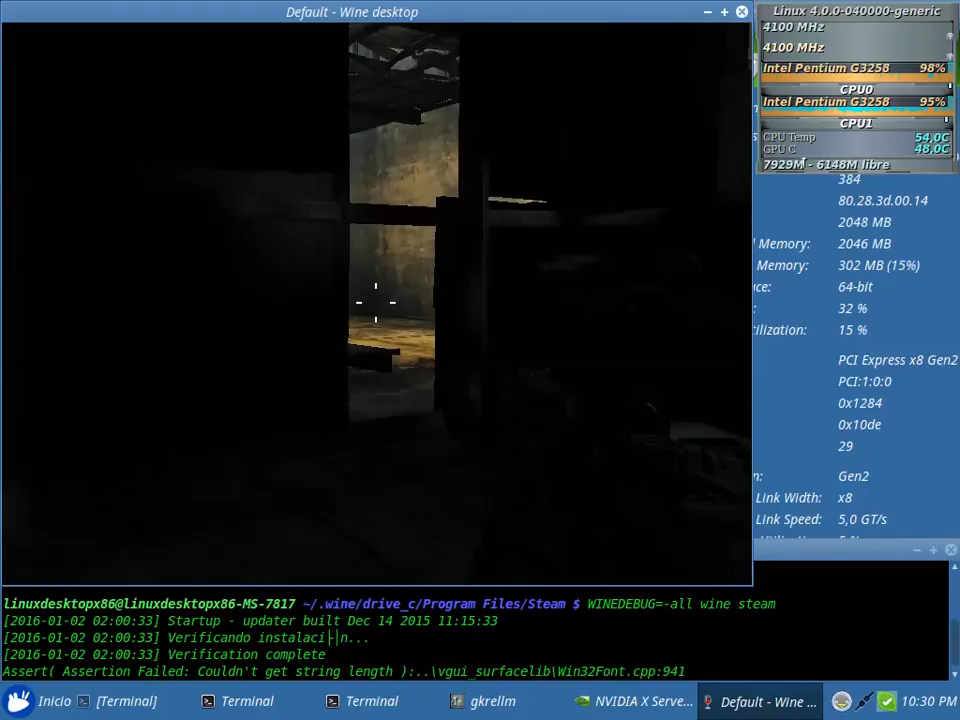 Default - Wine desktop
Linux 4.0.0-040000-generic
4100 MHz
4100 MHz
Intel Pentium G3258 98%
CPU0
Intel Pentium G3258 95%
CPU1
CPU Temp 54,0C
GPU C 48.0C
7929M - 6148M libre
384
80.28.3d.00.14
2048 MB
Memory: 2046 MB
Memory: 302 MB (15%)
ce: 64-bit
: 32 %
ilization: 15 %
PCI Express x8 Gen2
PCI:1:0:0
0x1284
0x10de
29
n: Gen2
Link Width: x8
Link Speed: 5,0 GT/s
linuxdesktopx86@linuxdesktopx86-MS-7817 ~/.wine/drive_c/Program Files/Steam $ WINEDEBUG=-all wine steam
[2016-01-02 02:00:33] Startup - updater built Dec 14 2015 11:15:33
[2016-01-02 02:00:33] Verificando instalaci├│n...
[2016-01-02 02:00:33] Verification complete
Assert( Assertion Failed: Couldn't get string length ):..\vgui_surfacelib\Win32Font.cpp:941
Inicio [Terminal] Terminal Terminal gkrellm NVIDIA X Serve... Default - Wine ... 10:30 PM